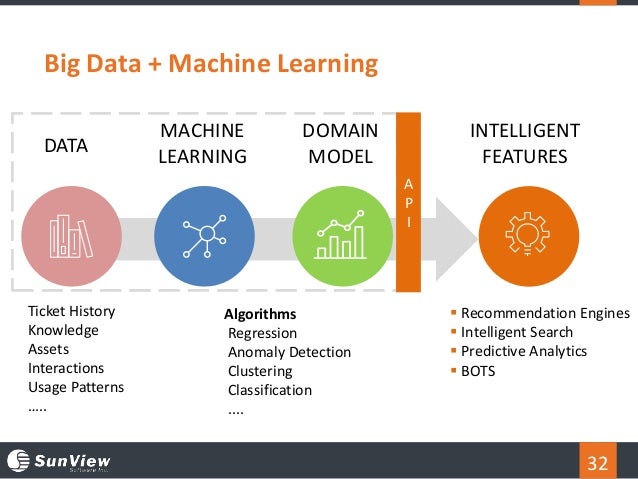 Big Data + Machine Learning
DATA
MACHINE
LEARNING
DOMAIN
MODEL
A
P
I
INTELLIGENT
FEATURES
Ticket History
Knowledge
Assets
Interactions
Usage Patterns
.....
Algorithms
Regression
Anomaly Detection
Clustering
Classification
....
▪ Recommendation Engines
▪ Intelligent Search
▪ Predictive Analytics
▪ BOTS
SunView
Software Inc.
32